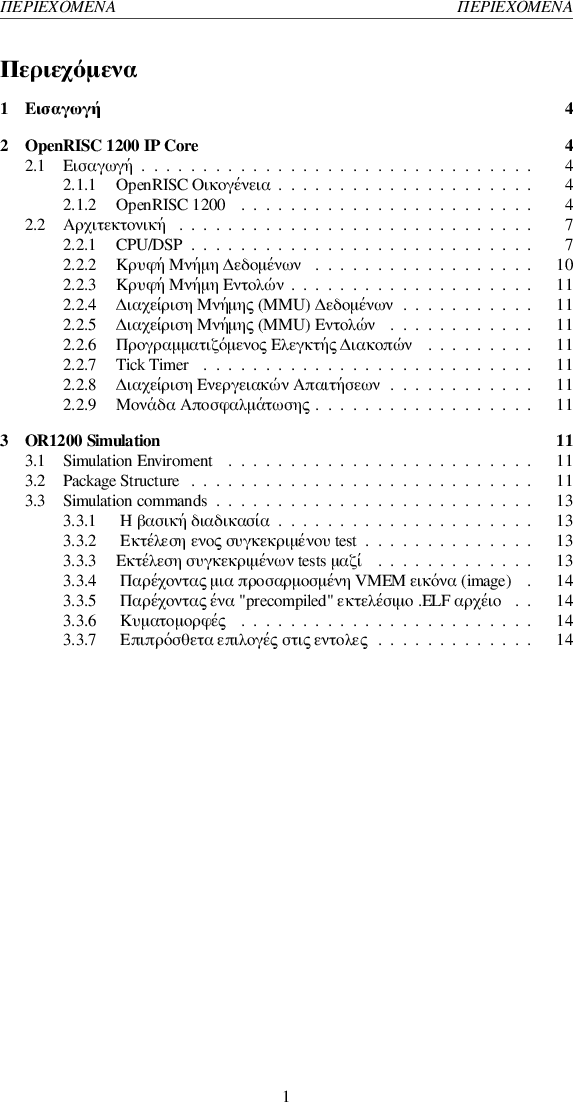 ΠΕΡΙΕΧΟΜΕΝΑ ΠΕΡΙΕΧΟΜΕΝΑ
Περιεχόμενα
1 Εισαγωγή 4
2 OpenRISC 1200 IP Core 4
2.1 Εισαγωγή . . . . . . . . . . . . . . . . . . . . . . . . . . . . . . . . 4
2.1.1 OpenRISC Οικογένεια . . . . . . . . . . . . . . . . . . . . . 4
2.1.2 OpenRISC 1200 . . . . . . . . . . . . . . . . . . . . . . . . 4
2.2 Αρχιτεκτονική . . . . . . . . . . . . . . . . . . . . . . . . . . . . . 7
2.2.1 CPU/DSP . . . . . . . . . . . . . . . . . . . . . . . . . . . . 7
2.2.2 Κρυφή Μνήμη Δεδομένων . . . . . . . . . . . . . . . . . . 10
2.2.3 Κρυφή Μνήμη Εντολών . . . . . . . . . . . . . . . . . . . . 11
2.2.4 Διαχείριση Μνήμης (MMU) Δεδομένων . . . . . . . . . . . 11
2.2.5 Διαχείριση Μνήμης (MMU) Εντολών . . . . . . . . . . . . 11
2.2.6 Προγραμματιζόμενος Ελεγκτής Διακοπών . . . . . . . . . 11
2.2.7 Tick Timer . . . . . . . . . . . . . . . . . . . . . . . . . . . 11
2.2.8 Διαχείριση Ενεργειακών Απαιτήσεων . . . . . . . . . . . . 11
2.2.9 Μονάδα Αποσφαλμάτωσης . . . . . . . . . . . . . . . . . . 11
3 OR1200 Simulation 11
3.1 Simulation Enviroment . . . . . . . . . . . . . . . . . . . . . . . . . 11
3.2 Package Structure . . . . . . . . . . . . . . . . . . . . . . . . . . . . 11
3.3 Simulation commands . . . . . . . . . . . . . . . . . . . . . . . . . . 13
3.3.1 Η βασική διαδικασία . . . . . . . . . . . . . . . . . . . . . 13
3.3.2 Εκτέλεση ενος συγκεκριμένου test . . . . . . . . . . . . . . 13
3.3.3 Εκτέλεση συγκεκριμένων tests μαζί . . . . . . . . . . . . . 13
3.3.4 Παρέχοντας μια προσαρμοσμένη VMEM εικόνα (image) . 14
3.3.5 Παρέχοντας ένα "precompiled" εκτελέσιμο .ELF αρχέιο . . 14
3.3.6 Κυματομορφές . . . . . . . . . . . . . . . . . . . . . . . . 14
3.3.7 Επιπρόσθετα επιλογές στις εντολες . . . . . . . . . . . . . 14
1